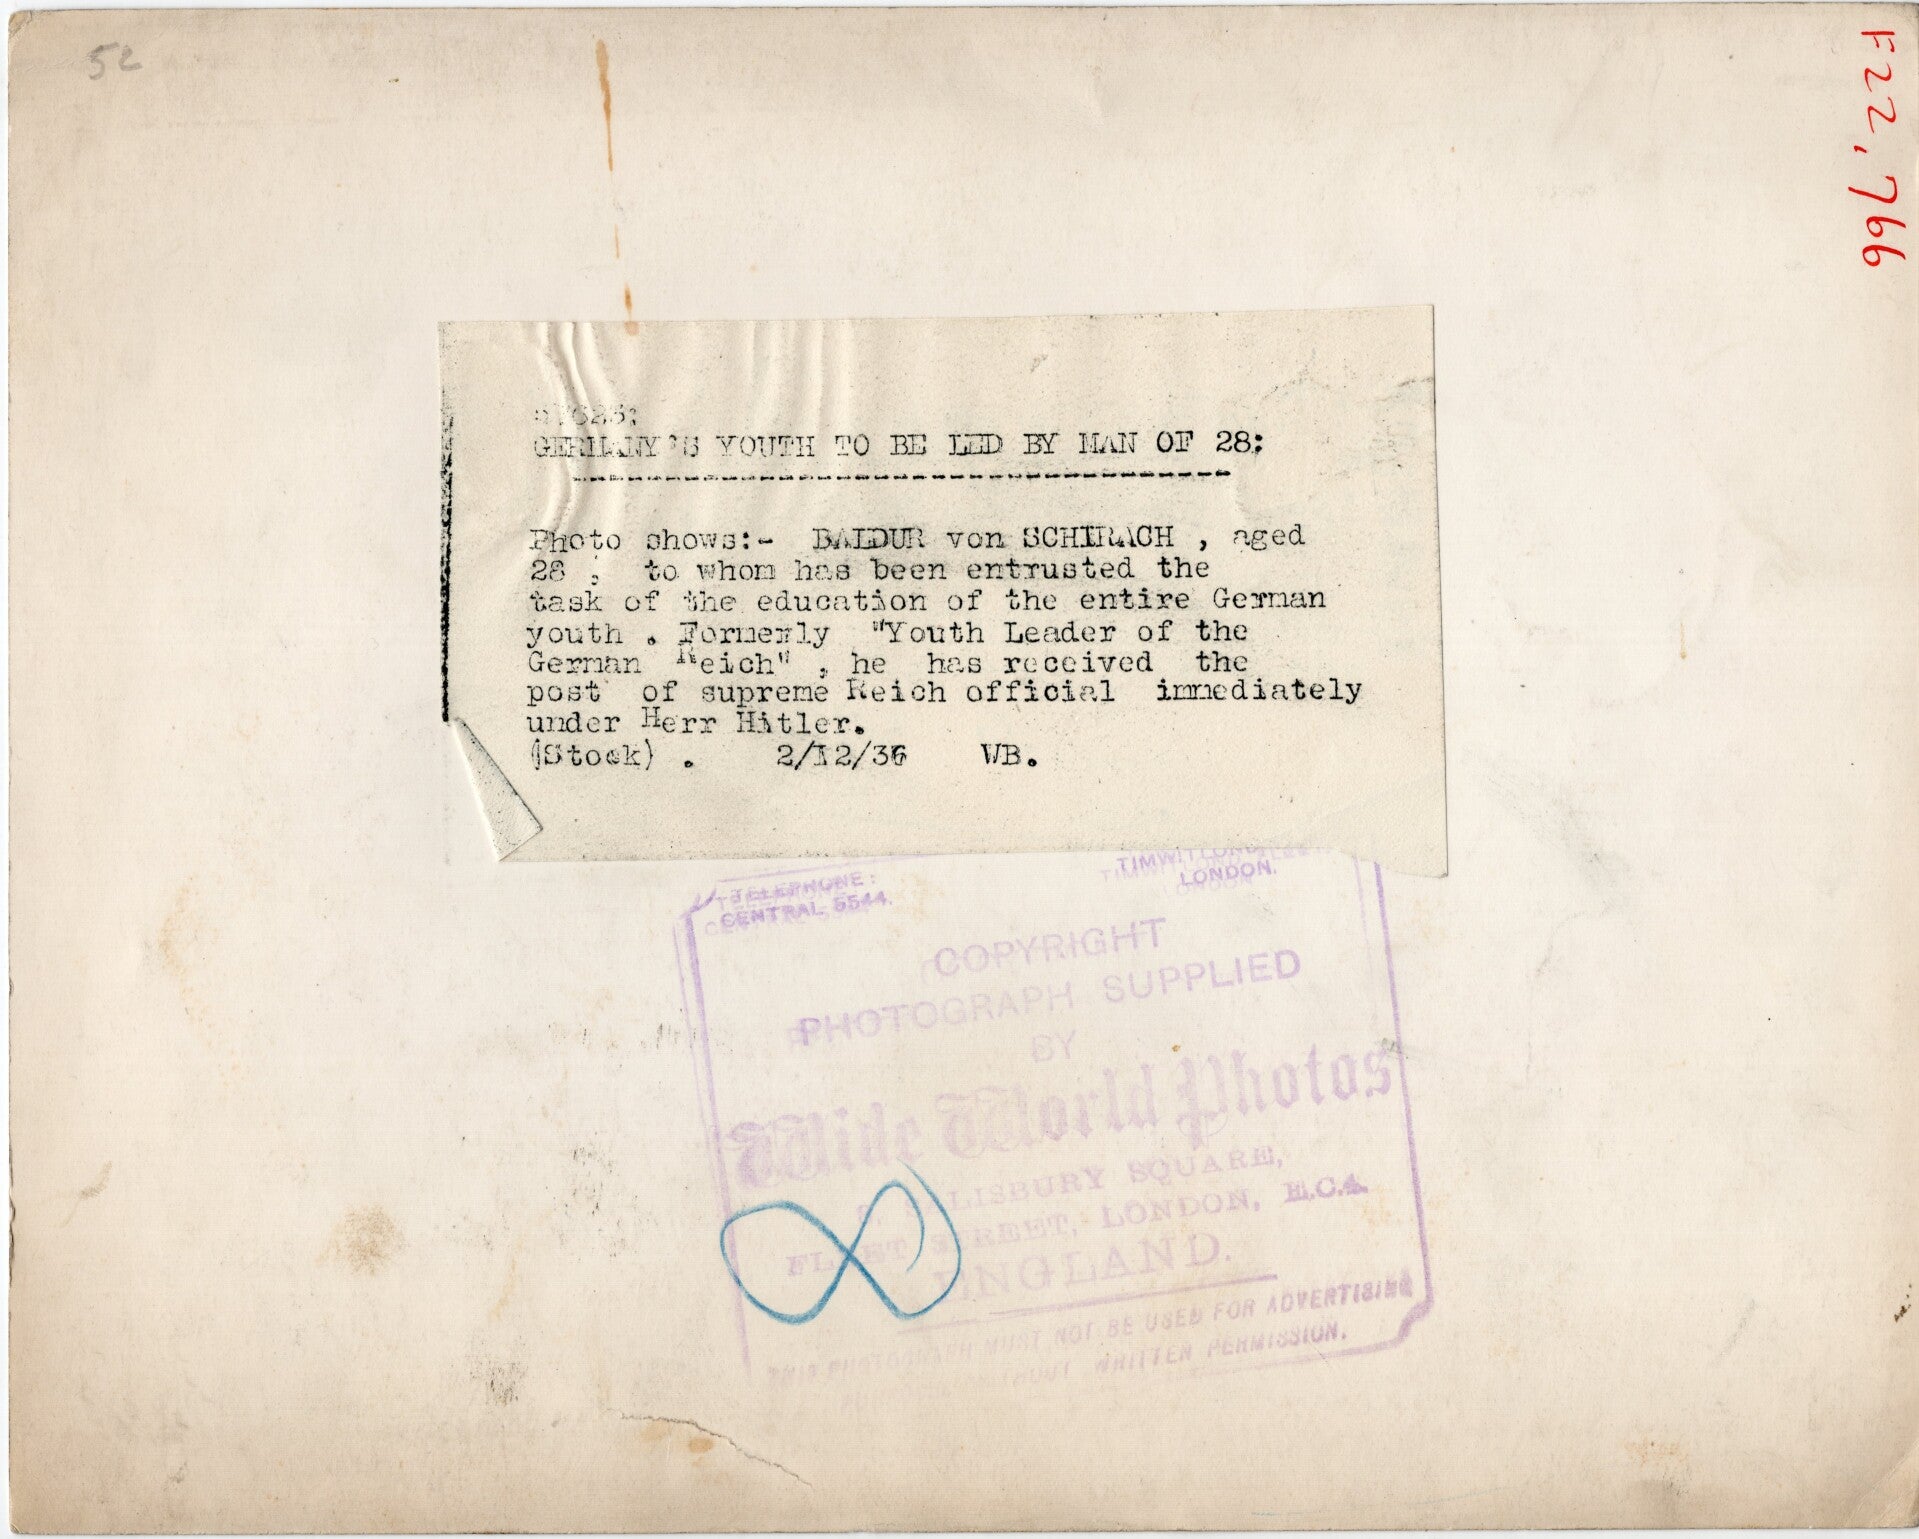 52
F22,766
GERMANY'S YOUTH TO BE LED BY MAN OF 28:
Photo shows:- BALDUR von SCHIRACH , aged
28 , to whom has been entrusted the
task of the education of the entire German
youth . Formerly "Youth Leader of the
German Reich" , he has received the
post of supreme Reich official immediately
under Herr Hitler.
(Stock) . 2/12/36 WB.
TELEPHONE:
CENTRAL 5544.
LONDON.
COPYRIGHT
PHOTOGRAPH SUPPLIED
BY
Wide World Photos
SALISBURY SQUARE,
FLEET STREET, LONDON, E.C.4.
ENGLAND.
THIS PHOTOGRAPH MUST NOT BE USED FOR ADVERTISING
WRITTEN PERMISSION.